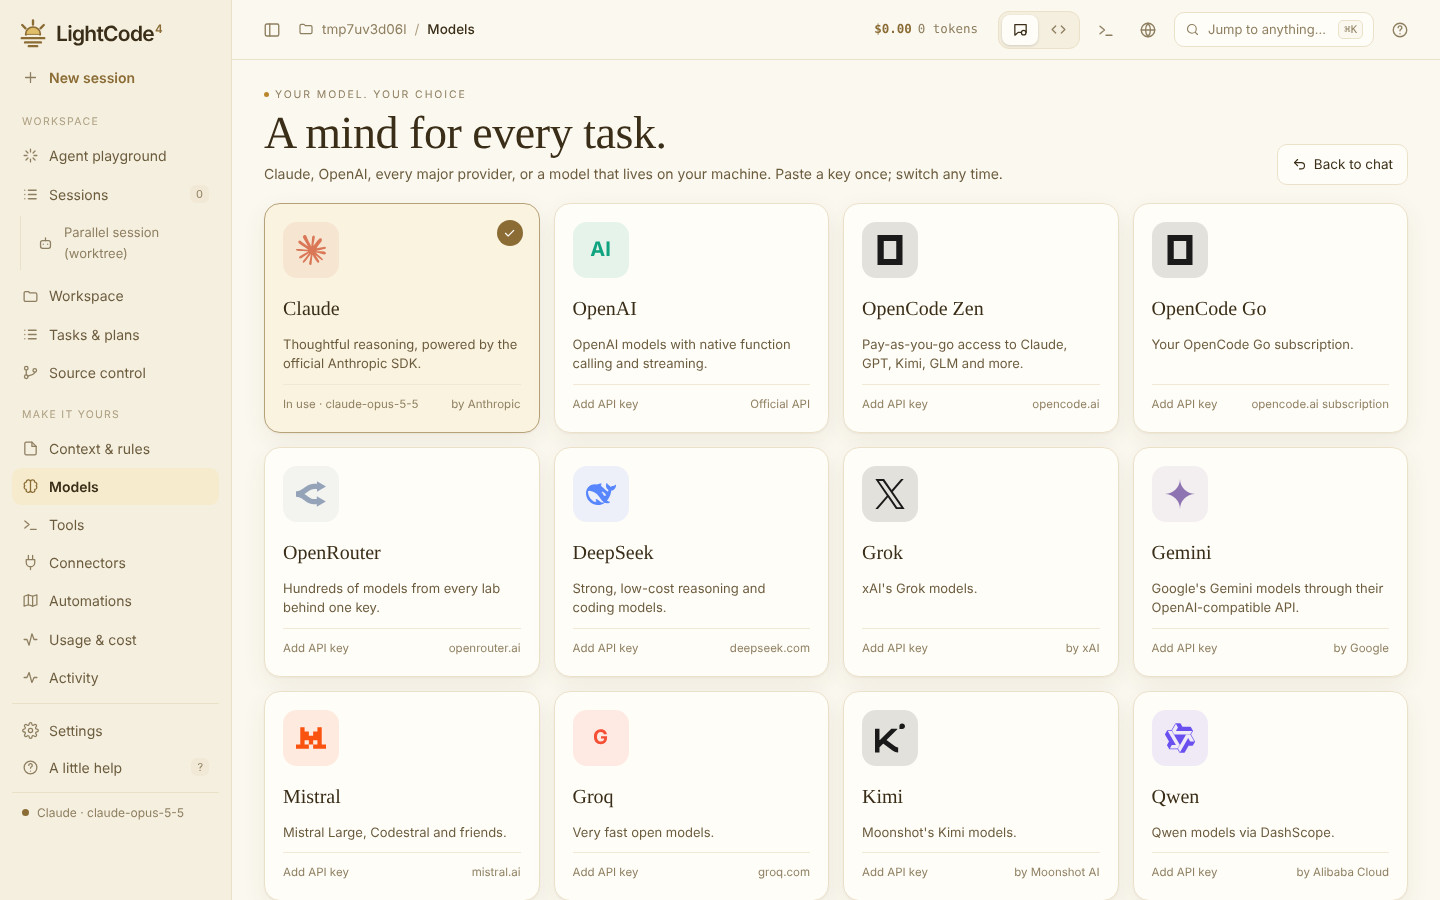 LightCode4
New session
WORKSPACE
Agent playground
Sessions 0
Parallel session
(worktree)
Workspace
Tasks & plans
Source control
MAKE IT YOURS
Context & rules
Models
Tools
Connectors
Automations
Usage & cost
Activity
Settings
A little help ?
Claude · claude-opus-5-5
tmp7uv3d06l / Models
$0.00 0 tokens
Jump to anything... ⌘K
YOUR MODEL. YOUR CHOICE
A mind for every task.
Claude, OpenAI, every major provider, or a model that lives on your machine. Paste a key once; switch any time.
Back to chat
Claude
Thoughtful reasoning, powered by the
official Anthropic SDK.
In use · claude-opus-5-5 by Anthropic
AI
OpenAI
OpenAI models with native function
calling and streaming.
Add API key Official API
OpenCode Zen
Pay-as-you-go access to Claude,
GPT, Kimi, GLM and more.
Add API key opencode.ai
OpenCode Go
Your OpenCode Go subscription.
Add API key opencode.ai subscription
OpenRouter
Hundreds of models from every lab
behind one key.
Add API key openrouter.ai
DeepSeek
Strong, low-cost reasoning and
coding models.
Add API key deepseek.com
Grok
xAI's Grok models.
Add API key by xAI
Gemini
Google's Gemini models through their
OpenAI-compatible API.
Add API key by Google
Mistral
Mistral Large, Codestral and friends.
Add API key mistral.ai
G
Groq
Very fast open models.
Add API key groq.com
Kimi
Moonshot's Kimi models.
Add API key by Moonshot AI
Qwen
Qwen models via DashScope.
Add API key by Alibaba Cloud